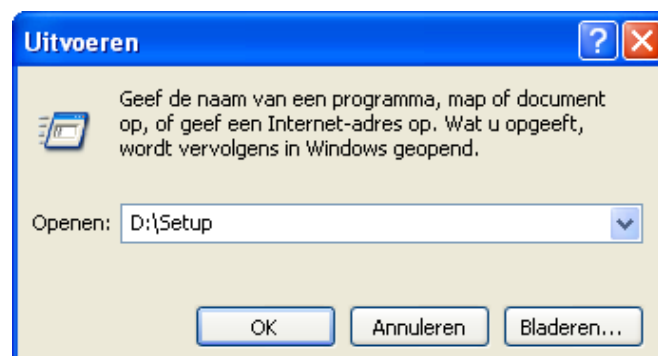 Uitvoeren
Geef de naam van een programma, map of document
op, of geef een Internet-adres op. Wat u opgeeft,
wordt vervolgens in Windows geopend.
Openen: D:\Setup
OK Annuleren Bladeren...